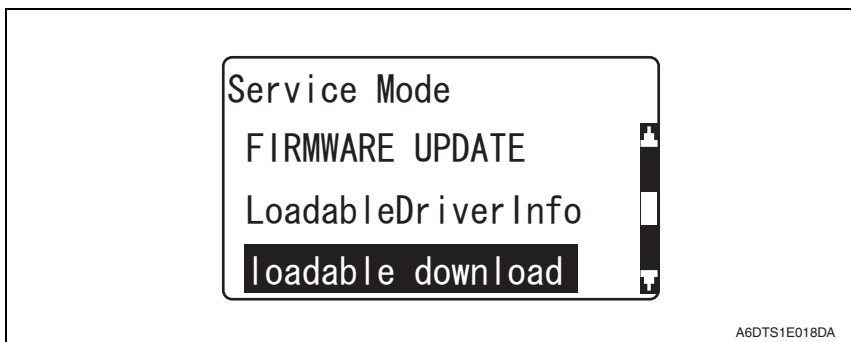 Service Mode
FIRMWARE UPDATE
LoadableDriverInfo
loadable download
A6DTS1E018DA